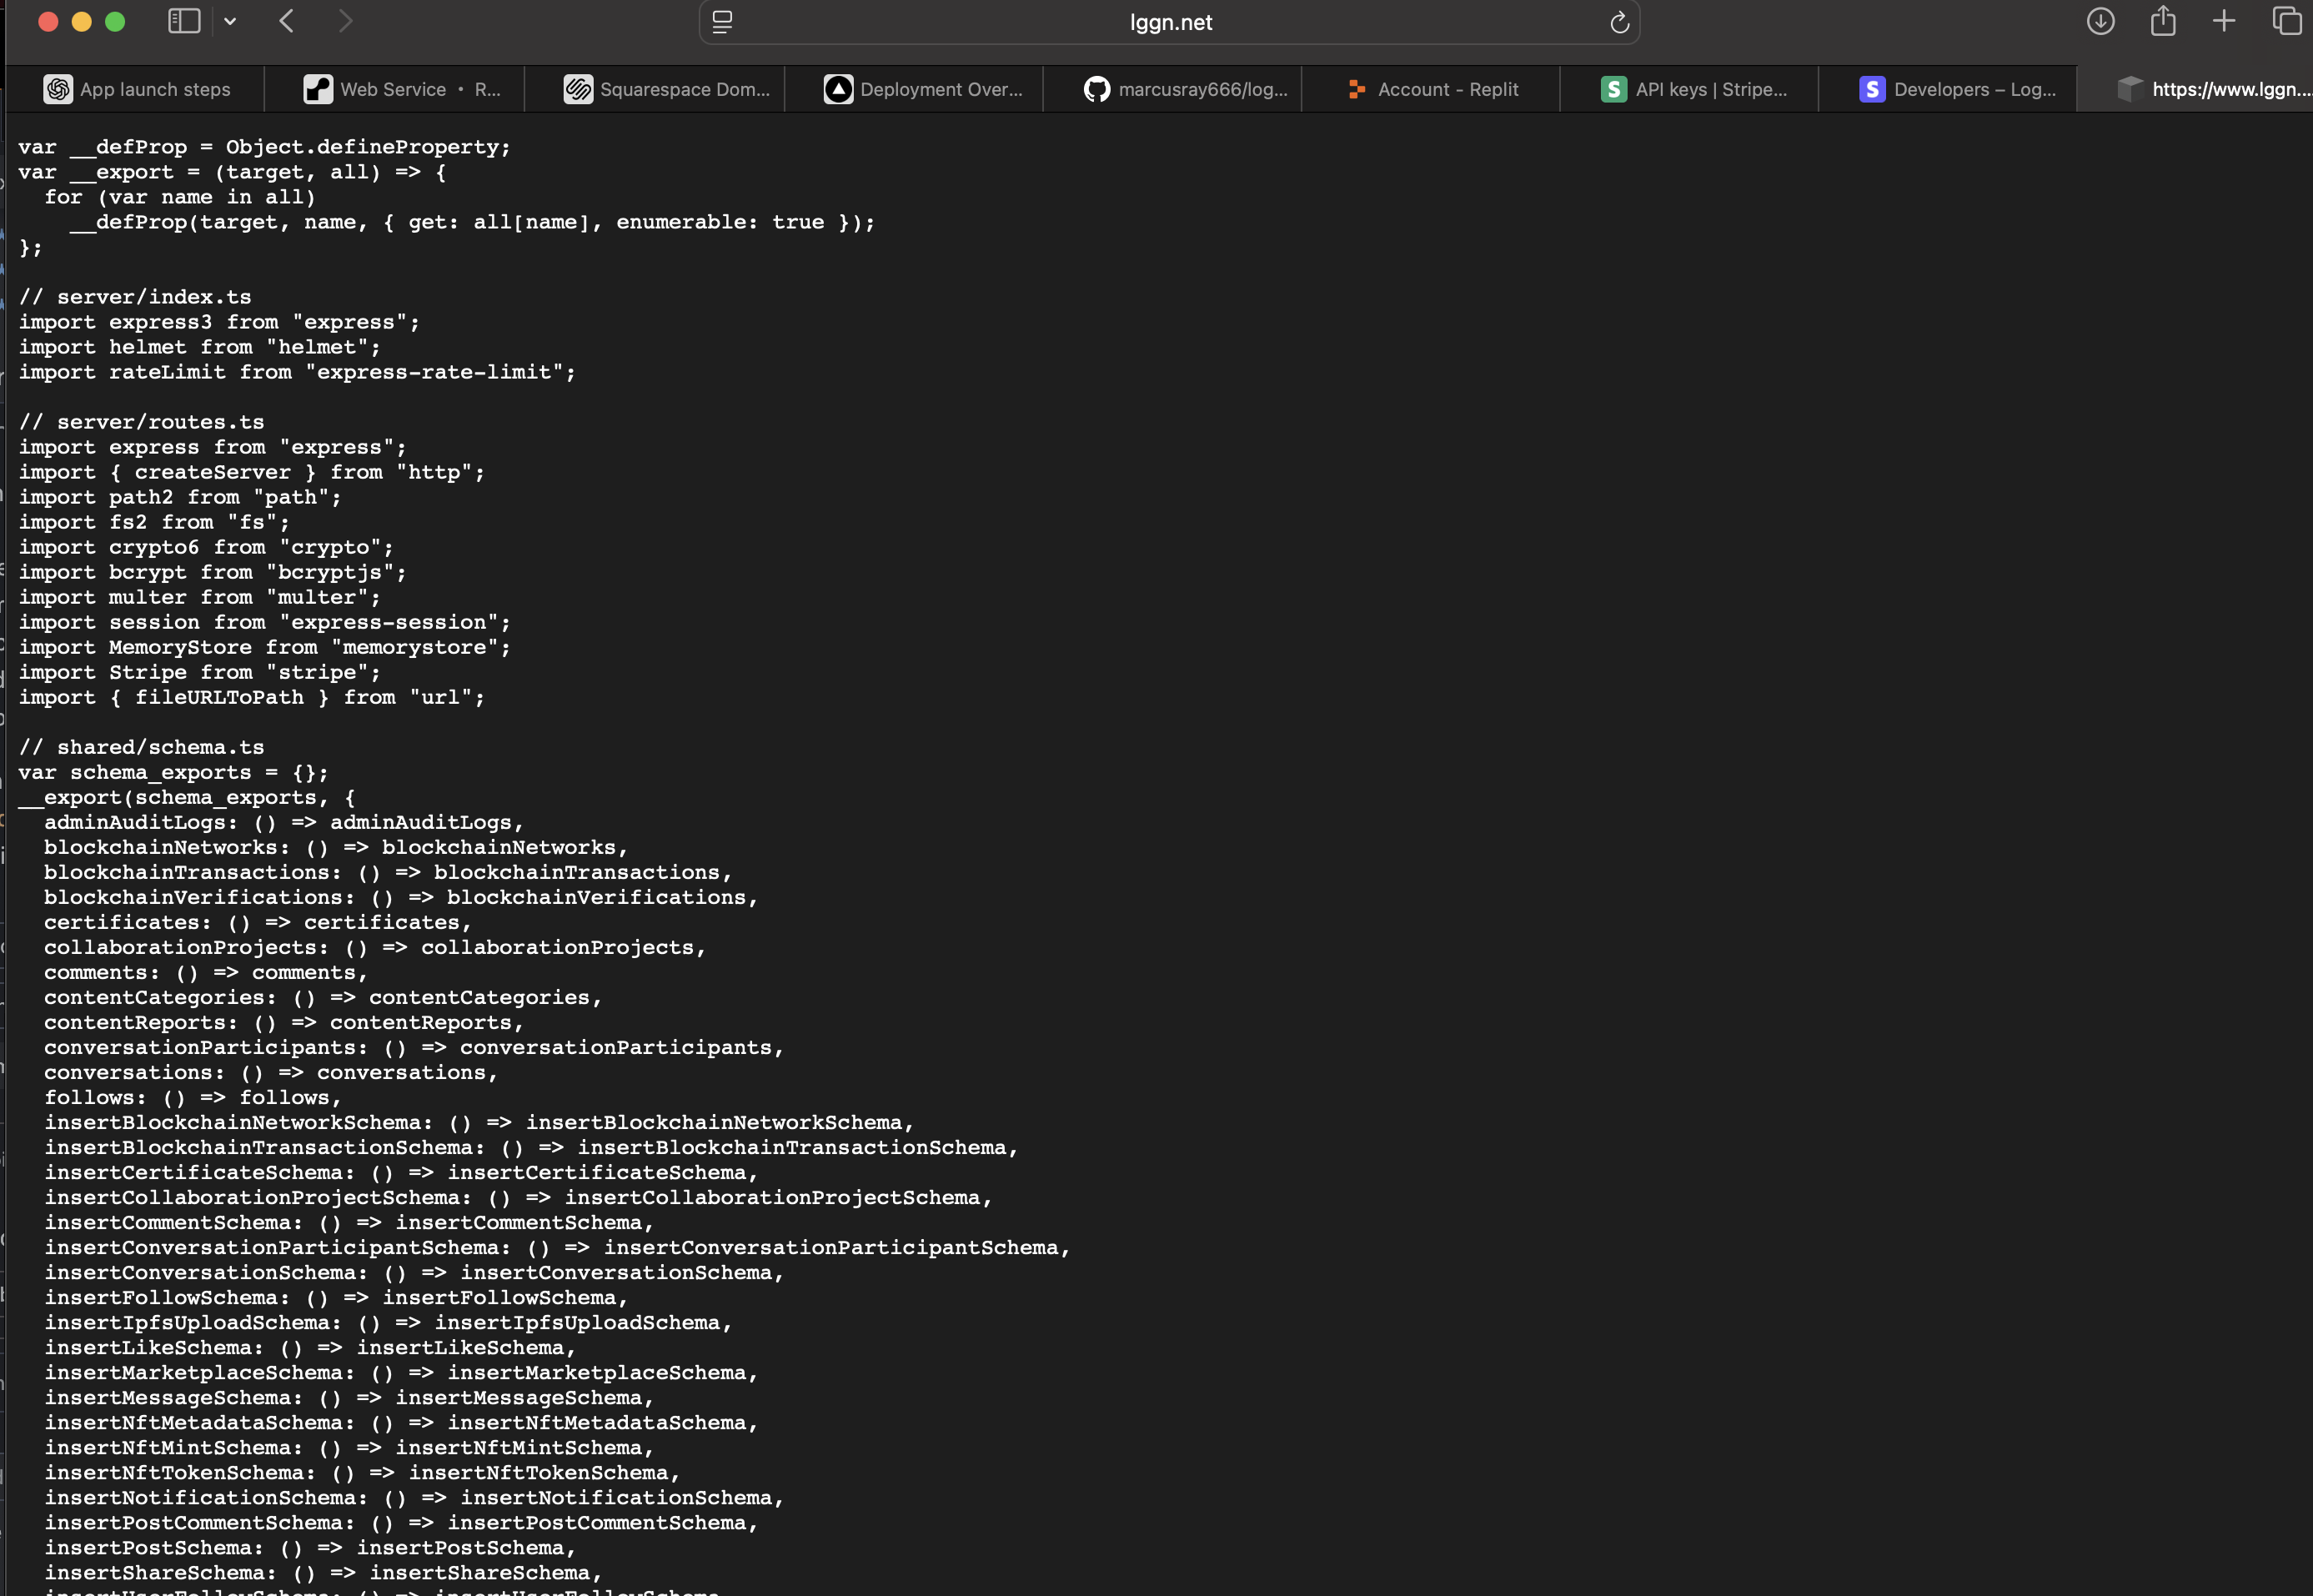 lggn.net
App launch steps
Web Service • R...
Squarespace Dom...
Deployment Over...
marcusray666/log...
Account - Replit
API keys | Stripe...
Developers – Log...
https://www.lggn....
var __defProp = Object.defineProperty;
var __export = (target, all) => {
  for (var name in all)
    __defProp(target, name, { get: all[name], enumerable: true });
};
// server/index.ts
import express3 from "express";
import helmet from "helmet";
import rateLimit from "express-rate-limit";
// server/routes.ts
import express from "express";
import { createServer } from "http";
import path2 from "path";
import fs2 from "fs";
import crypto6 from "crypto";
import bcrypt from "bcryptjs";
import multer from "multer";
import session from "express-session";
import MemoryStore from "memorystore";
import Stripe from "stripe";
import { fileURLToPath } from "url";
// shared/schema.ts
var schema_exports = {};
__export(schema_exports, {
  adminAuditLogs: () => adminAuditLogs,
  blockchainNetworks: () => blockchainNetworks,
  blockchainTransactions: () => blockchainTransactions,
  blockchainVerifications: () => blockchainVerifications,
  certificates: () => certificates,
  collaborationProjects: () => collaborationProjects,
  comments: () => comments,
  contentCategories: () => contentCategories,
  contentReports: () => contentReports,
  conversationParticipants: () => conversationParticipants,
  conversations: () => conversations,
  follows: () => follows,
  insertBlockchainNetworkSchema: () => insertBlockchainNetworkSchema,
  insertBlockchainTransactionSchema: () => insertBlockchainTransactionSchema,
  insertCertificateSchema: () => insertCertificateSchema,
  insertCollaborationProjectSchema: () => insertCollaborationProjectSchema,
  insertCommentSchema: () => insertCommentSchema,
  insertConversationParticipantSchema: () => insertConversationParticipantSchema,
  insertConversationSchema: () => insertConversationSchema,
  insertFollowSchema: () => insertFollowSchema,
  insertIpfsUploadSchema: () => insertIpfsUploadSchema,
  insertLikeSchema: () => insertLikeSchema,
  insertMarketplaceSchema: () => insertMarketplaceSchema,
  insertMessageSchema: () => insertMessageSchema,
  insertNftMetadataSchema: () => insertNftMetadataSchema,
  insertNftMintSchema: () => insertNftMintSchema,
  insertNftTokenSchema: () => insertNftTokenSchema,
  insertNotificationSchema: () => insertNotificationSchema,
  insertPostCommentSchema: () => insertPostCommentSchema,
  insertPostSchema: () => insertPostSchema,
  insertShareSchema: () => insertShareSchema,